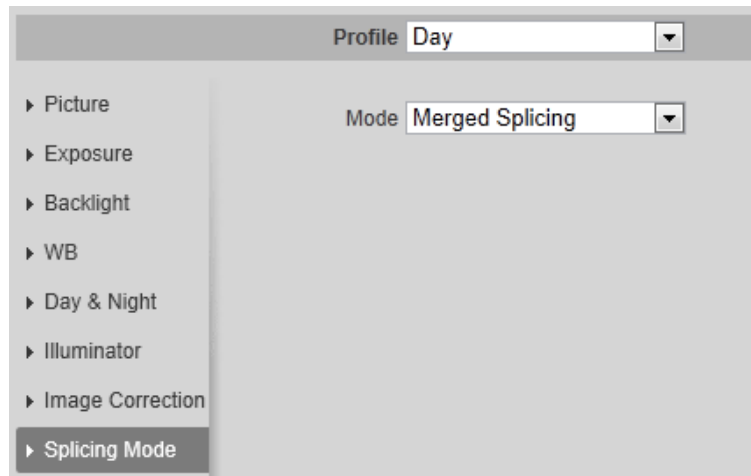 Profile Day
Mode Merged Splicing
Picture
Exposure
Backlight
WB
Day & Night
Illuminator
Image Correction
Splicing Mode